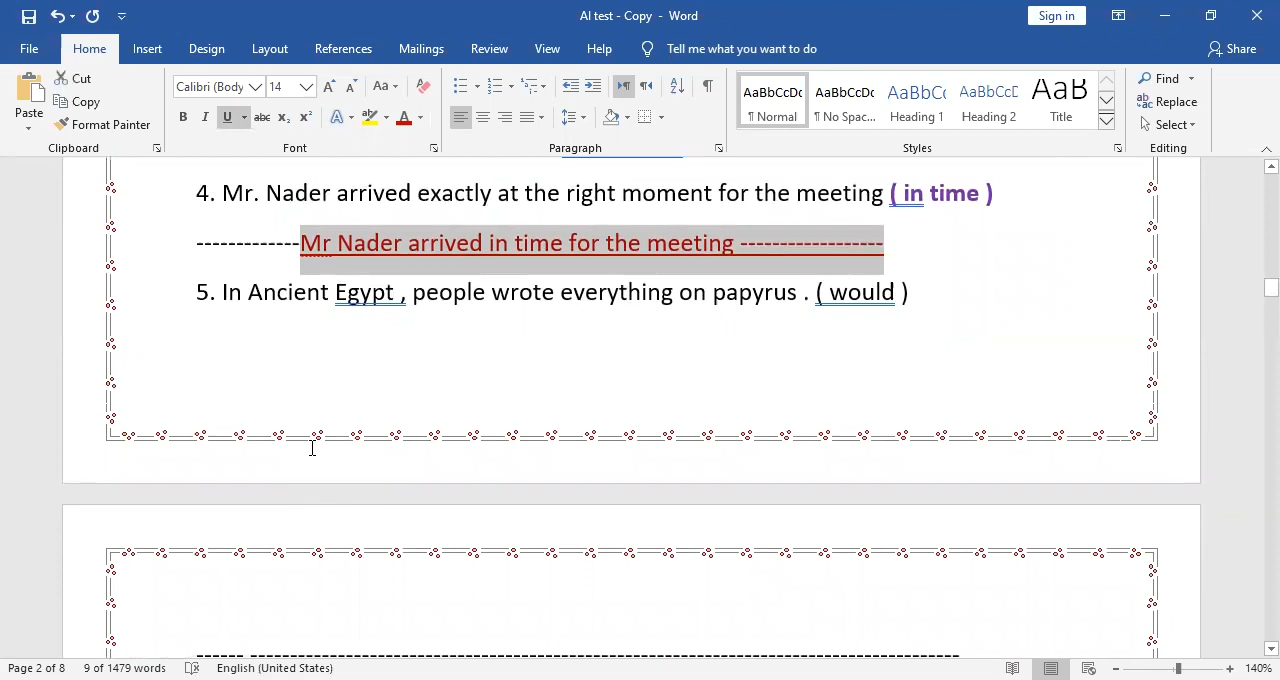 AI test - Copy - Word
Sign in
File Home Insert Design Layout References Mailings Review View Help Tell me what you want to do Share
Paste Cut Copy Format Painter
Calibri (Body 14
AaBbCcDc ¶ Normal
AaBbCcDc ¶ No Spac...
AaBbCc Heading 1
AaBbCcD Heading 2
AaB Title
Find
Replace
Select
Clipboard Font Paragraph Styles Editing
4. Mr. Nader arrived exactly at the right moment for the meeting ( in time )
-------------Mr Nader arrived in time for the meeting ------------------
5. In Ancient Egypt , people wrote everything on papyrus . ( would )
------ -----------------------------------------------------------------------------------------
Page 2 of 8 9 of 1479 words English (United States) 140%